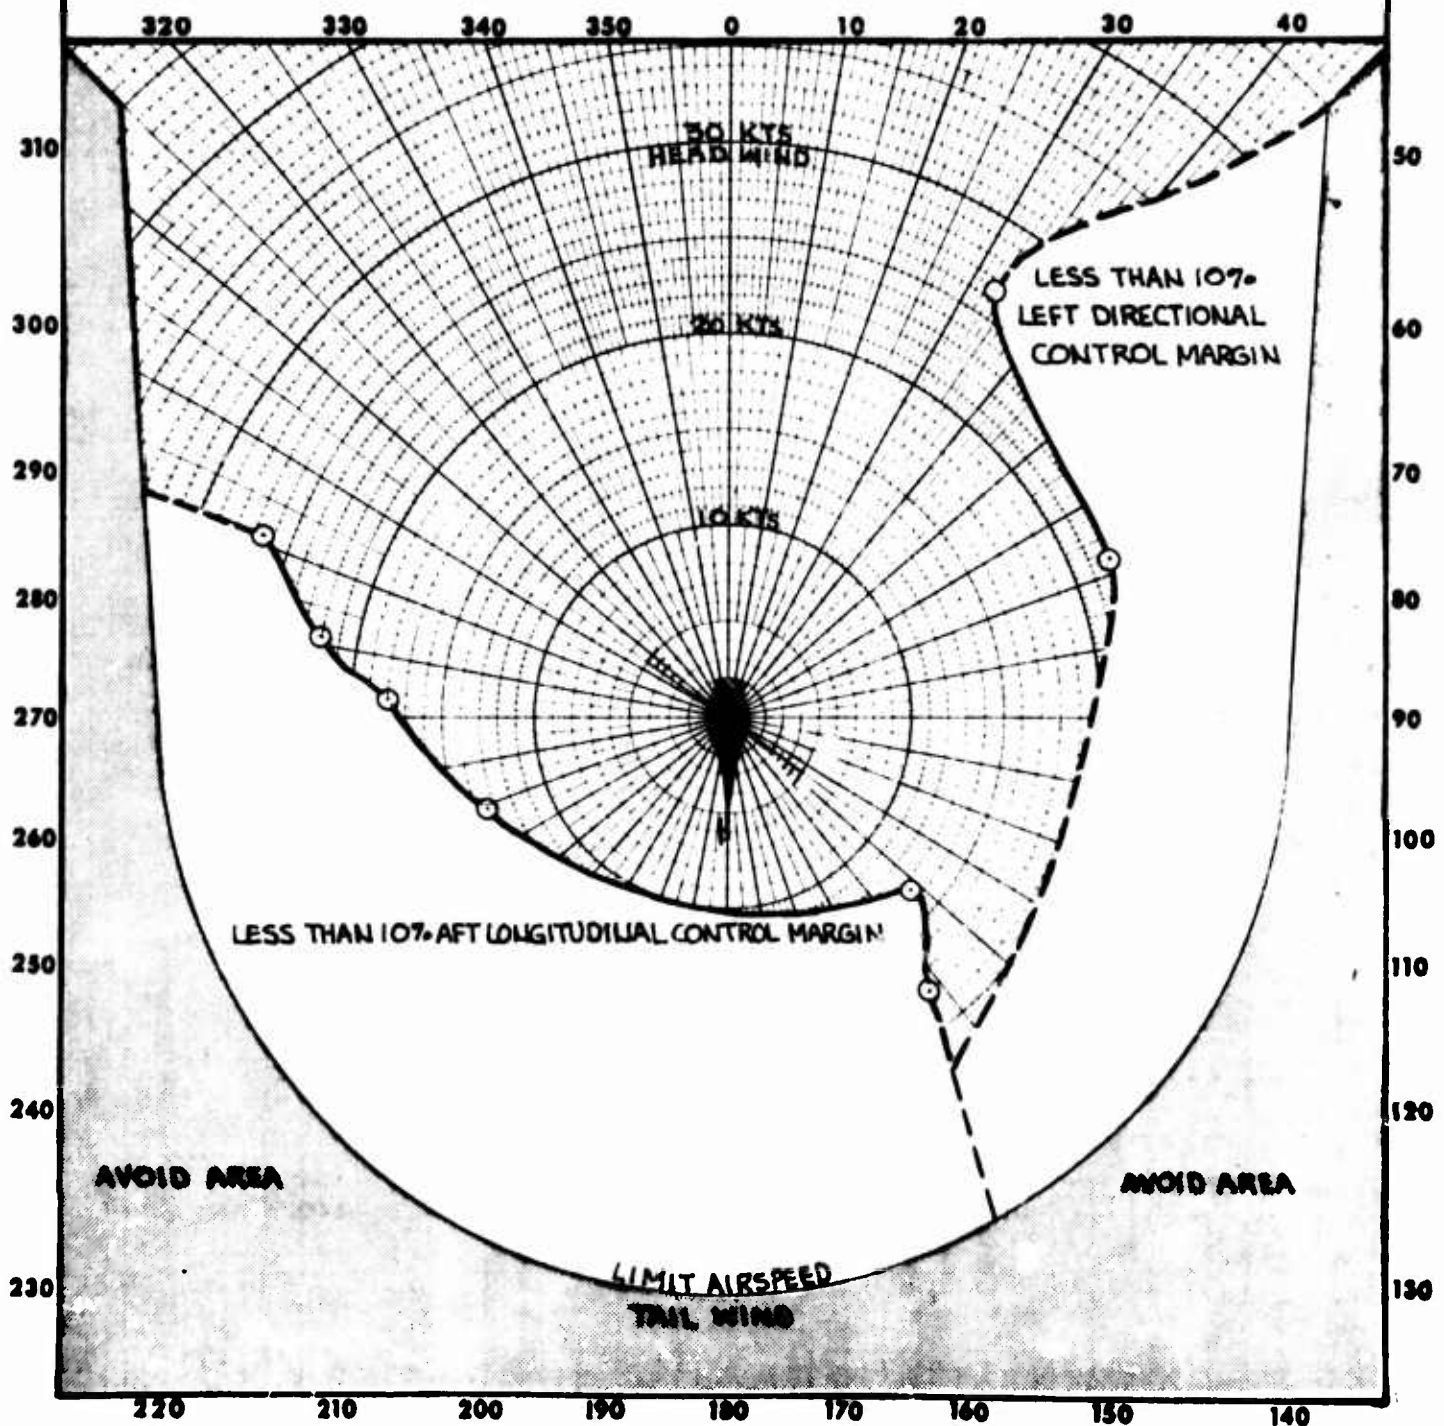 320 330 340 350 0 10 20 30 40
310
50
30 KTS
HEAD WIND
LESS THAN 10%
LEFT DIRECTIONAL
CONTROL MARGIN
300
20 KTS
60
290
70
10 KTS
280
80
270
90
260
100
LESS THAN 10% AFT LONGITUDINAL CONTROL MARGIN
250
110
240
120
AVOID AREA
AVOID AREA
230
LIMIT AIRSPEED
TAIL WIND
130
220 210 200 190 180 170 160 150 140